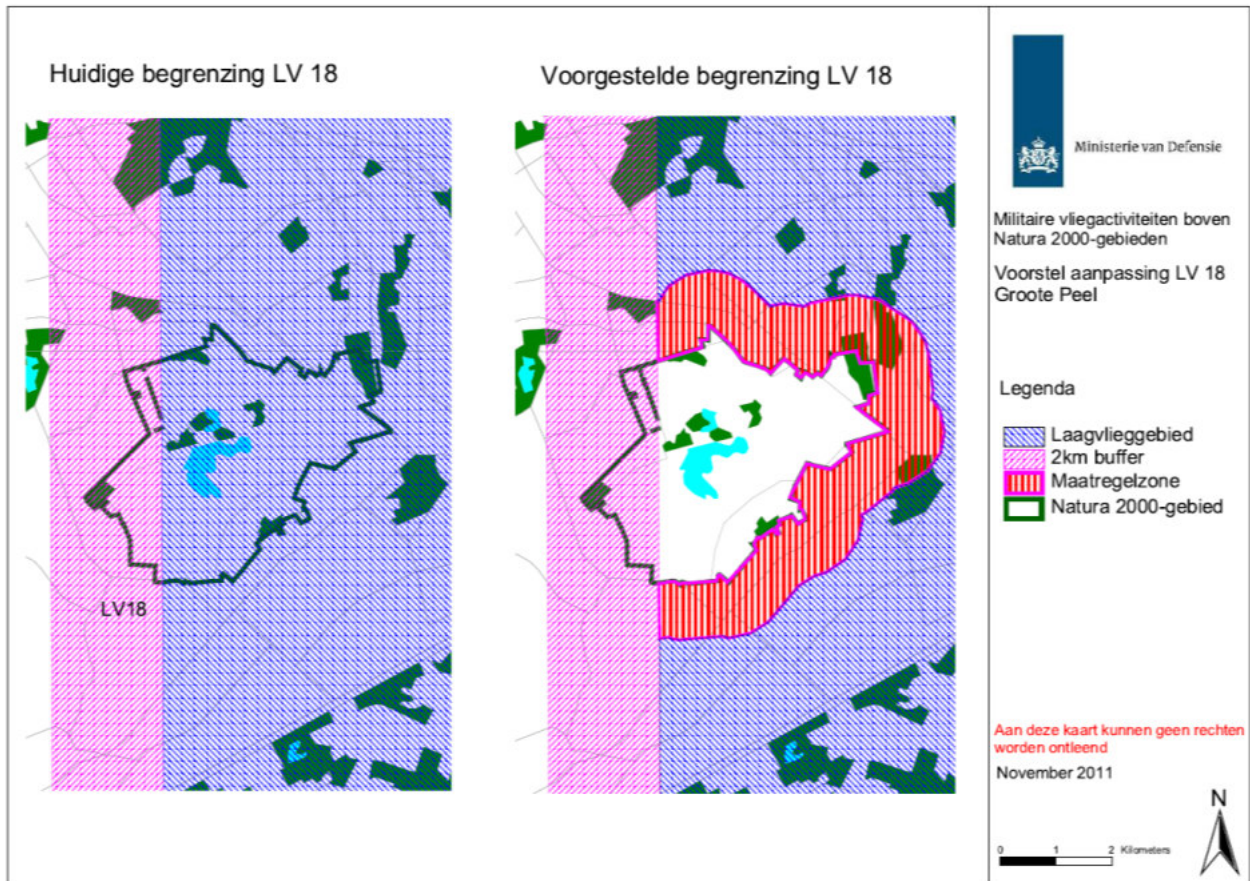 Huidige begrenzing LV 18
Voorgestelde begrenzing LV 18
LV18
Ministerie van Defensie
Militaire vliegactiviteiten boven
Natura 2000-gebieden
Voorstel aanpassing LV 18
Groote Peel
Legenda
Laagvlieggebied
2km buffer
Maatregelzone
Natura 2000-gebied
Aan deze kaart kunnen geen rechten
worden ontleend
November 2011
N
0 1 2 Kilometers